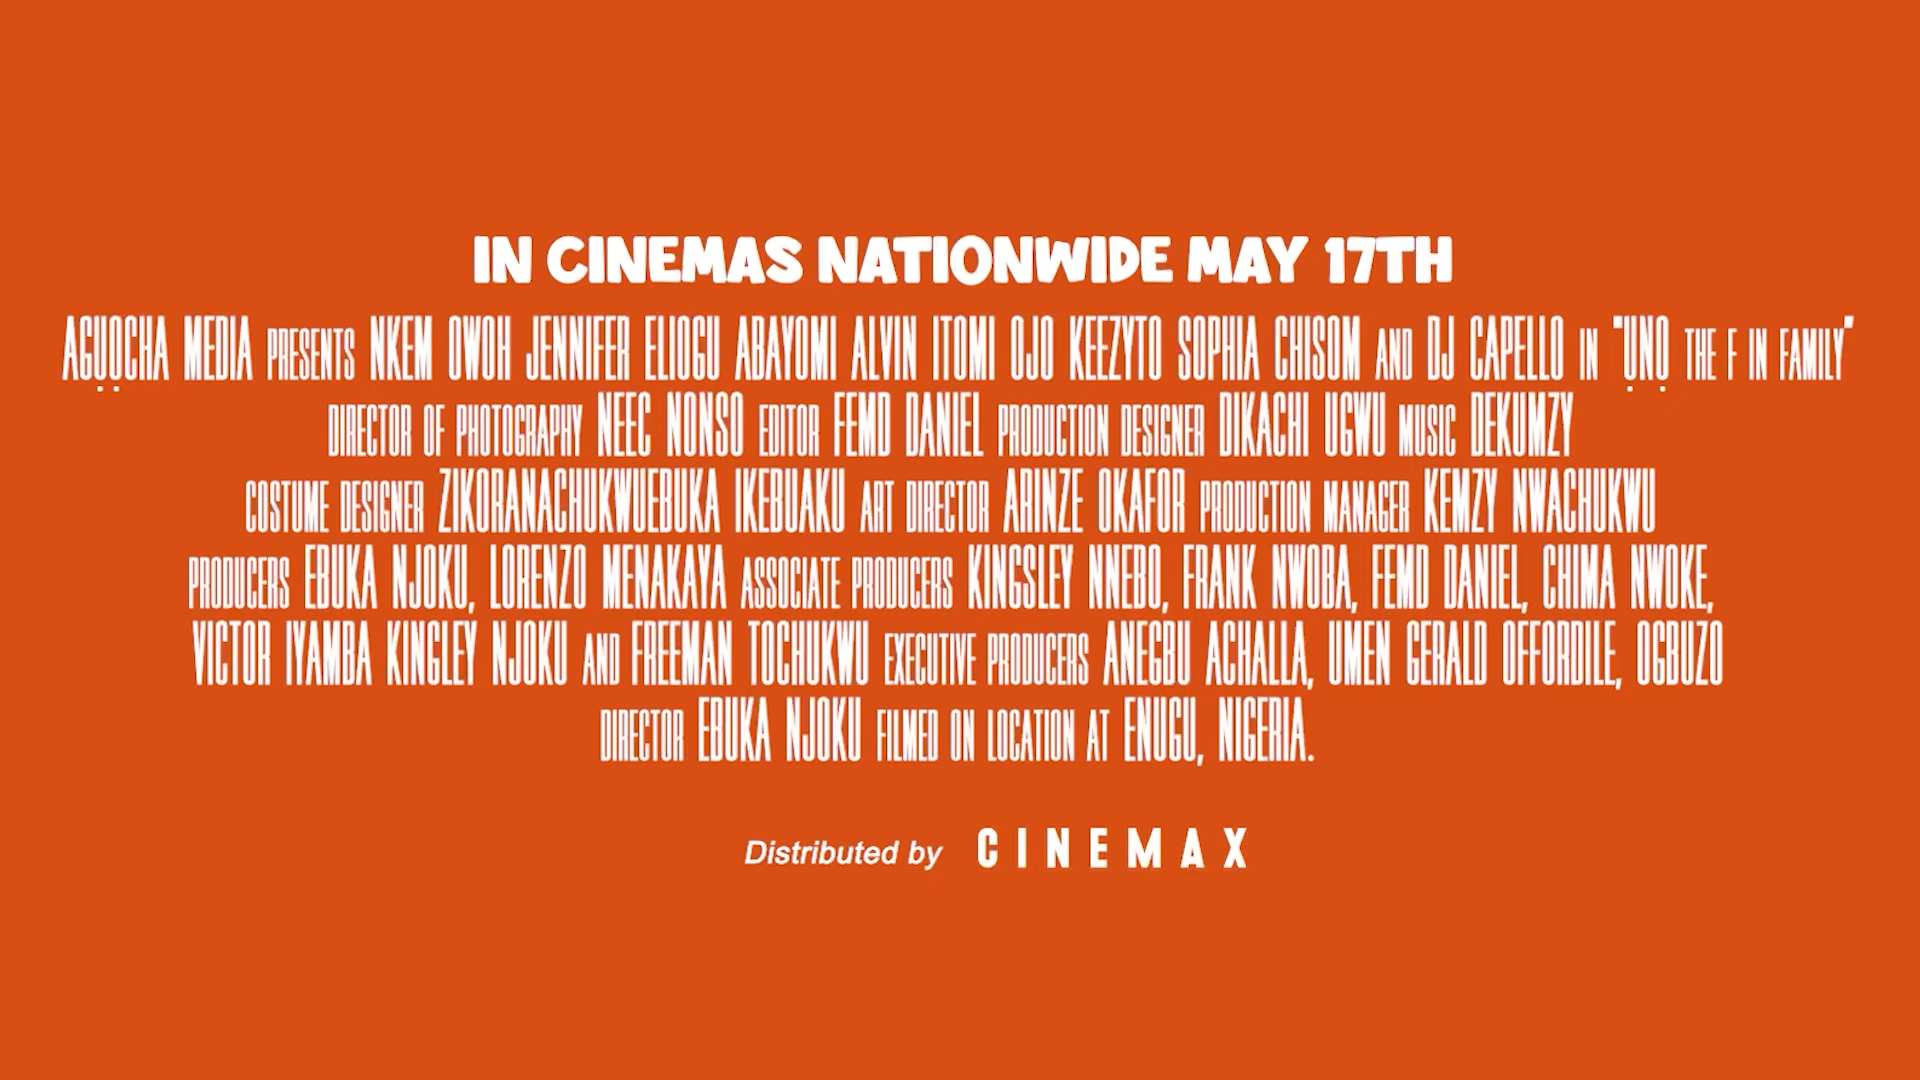 IN CINEMAS NATIONWIDE MAY 17TH
AGỤỌCHA MEDIA PRESENTS NKEM OWOH JENNIFER ELIOGU ABAYOMI ALVIN ITOMI OJO KEEZYTO SOPHIA CHISOM AND DJ CAPELLO IN "ỤNỌ THE F IN FAMILY"
DIRECTOR OF PHOTOGRAPHY NEEC NONSO EDITOR FEMD DANIEL PRODUCTION DESIGNER DIKACHI UGWU MUSIC DEKUMZY
COSTUME DESIGNER ZIKORANACHUKWUEBUKA IKEBUAKU ART DIRECTOR ARINZE OKAFOR PRODUCTION MANAGER KEMZY NWACHUKWU
PRODUCERS EBUKA NJOKU, LORENZO MENAKAYA ASSOCIATE PRODUCERS KINGSLEY NNEBO, FRANK NWOBA, FEMD DANIEL, CHIMA NWOKE,
VICTOR IYAMBA KINGLEY NJOKU AND FREEMAN TOCHUKWU EXECUTIVE PRODUCERS ANEGBU ACHALLA, UMEN GERALD OFFORDILE, OGBUZO
DIRECTOR EBUKA NJOKU FILMED ON LOCATION AT ENUGU, NIGERIA.
Distributed by CINEMAX